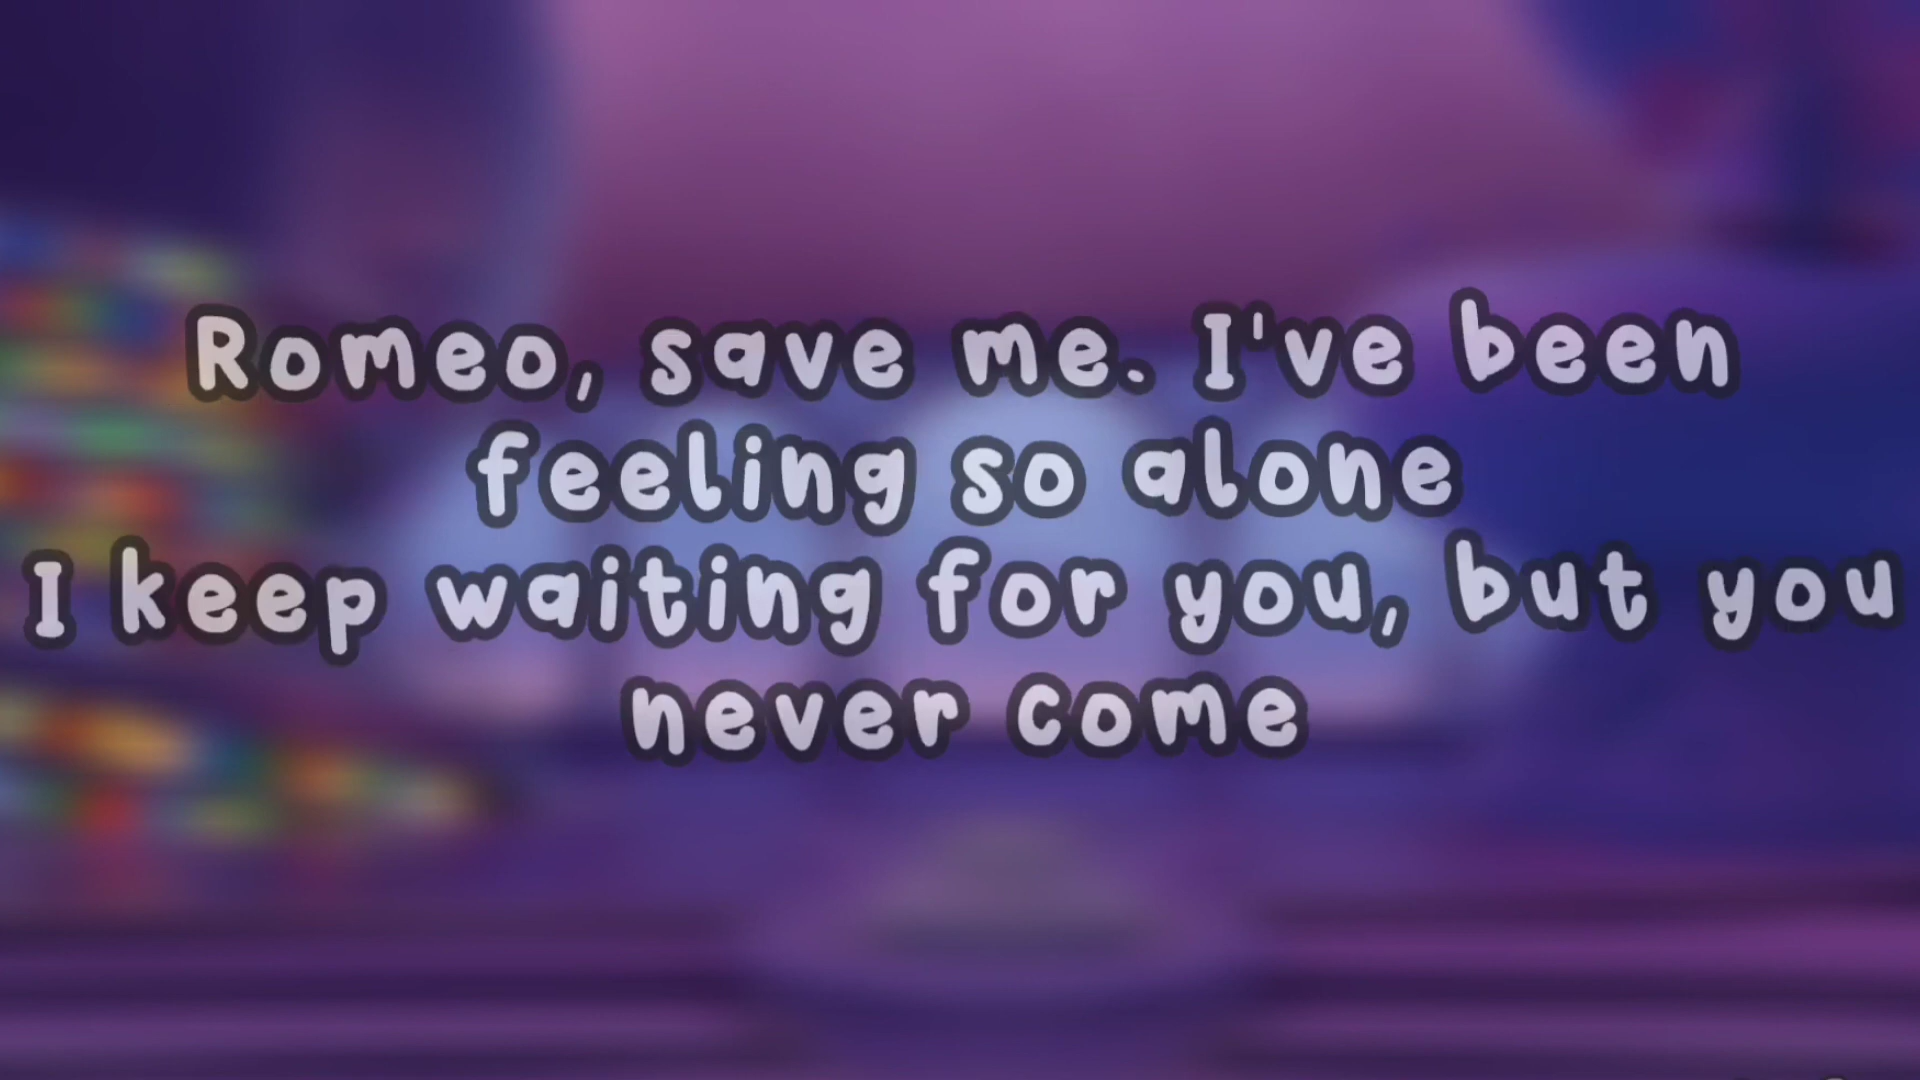 Romeo, save me. I've been
feeling so alone
I keep waiting for you, but you
never come